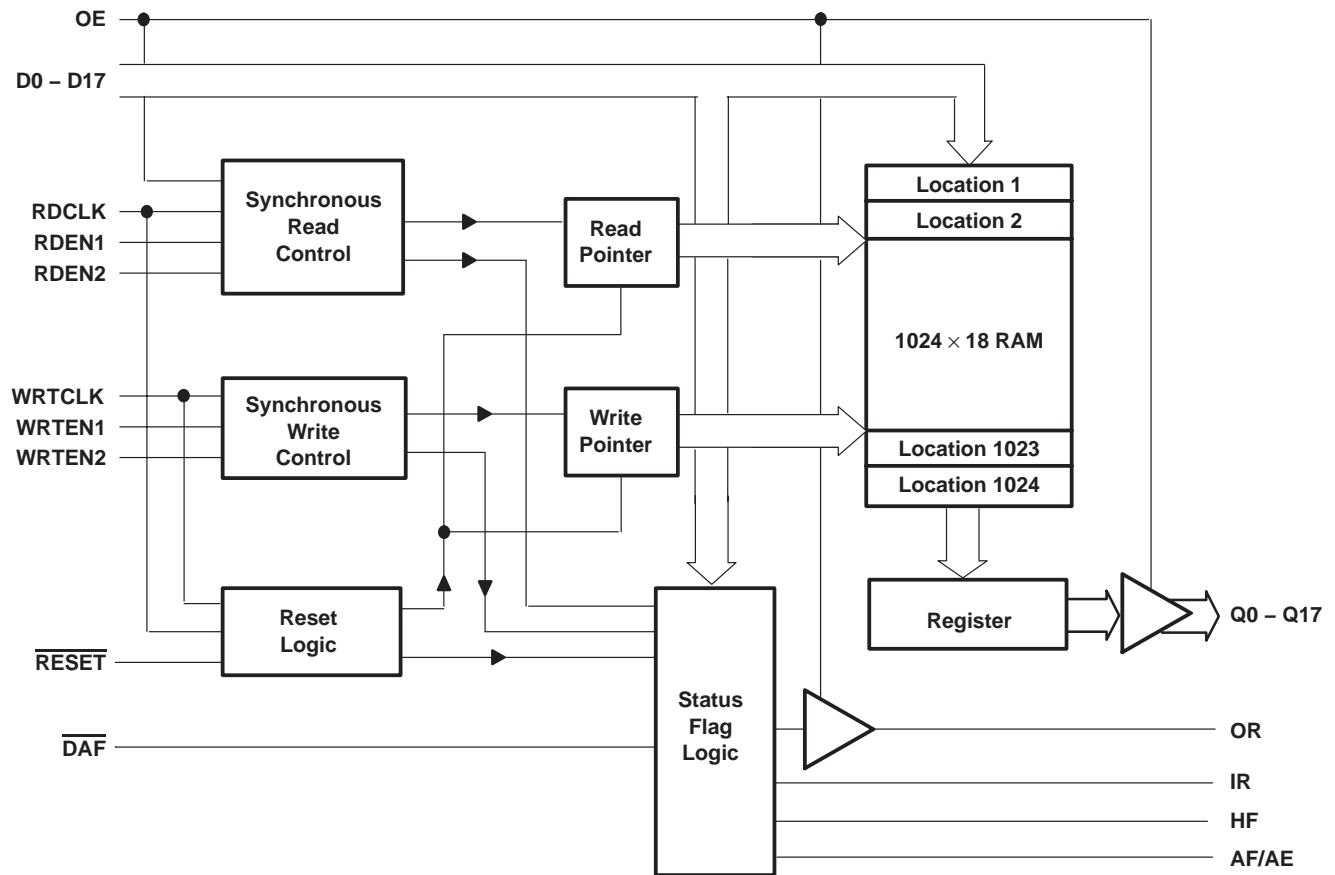 OE
D0 – D17
RDCLK
RDEN1
RDEN2
Synchronous
Read
Control
Read
Pointer
Location 1
Location 2
1024 × 18 RAM
Location 1023
Location 1024
WRTCLK
WRTEN1
WRTEN2
Synchronous
Write
Control
Write
Pointer
Reset
Logic
RESET
DAF
Status
Flag
Logic
Register
Q0 – Q17
OR
IR
HF
AF/AE